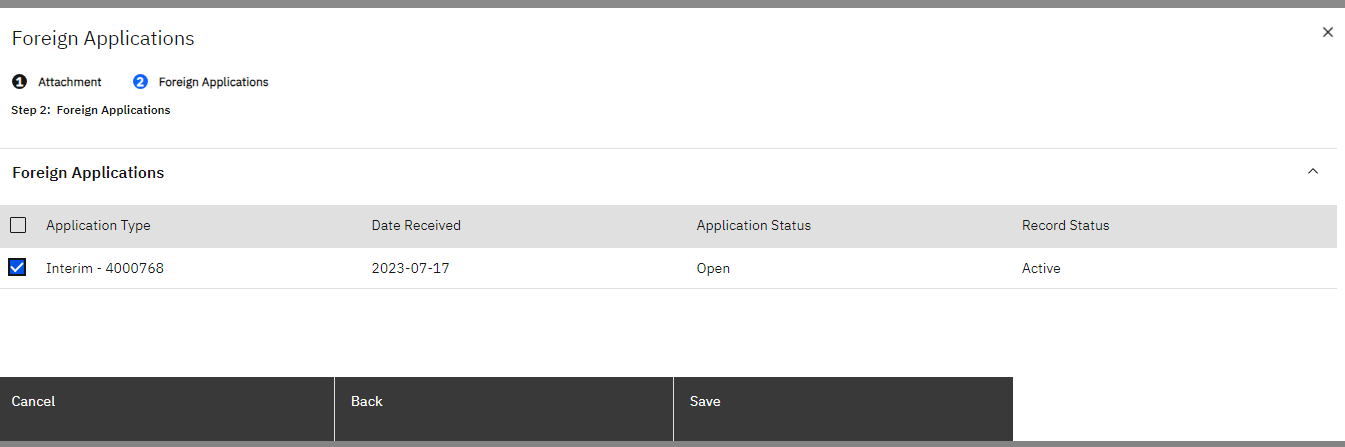 Foreign Applications
1 Attachment 2 Foreign Applications
Step 2: Foreign Applications
Foreign Applications
Application Type Date Received Application Status Record Status
Interim - 4000768 2023-07-17 Open Active
Cancel Back Save